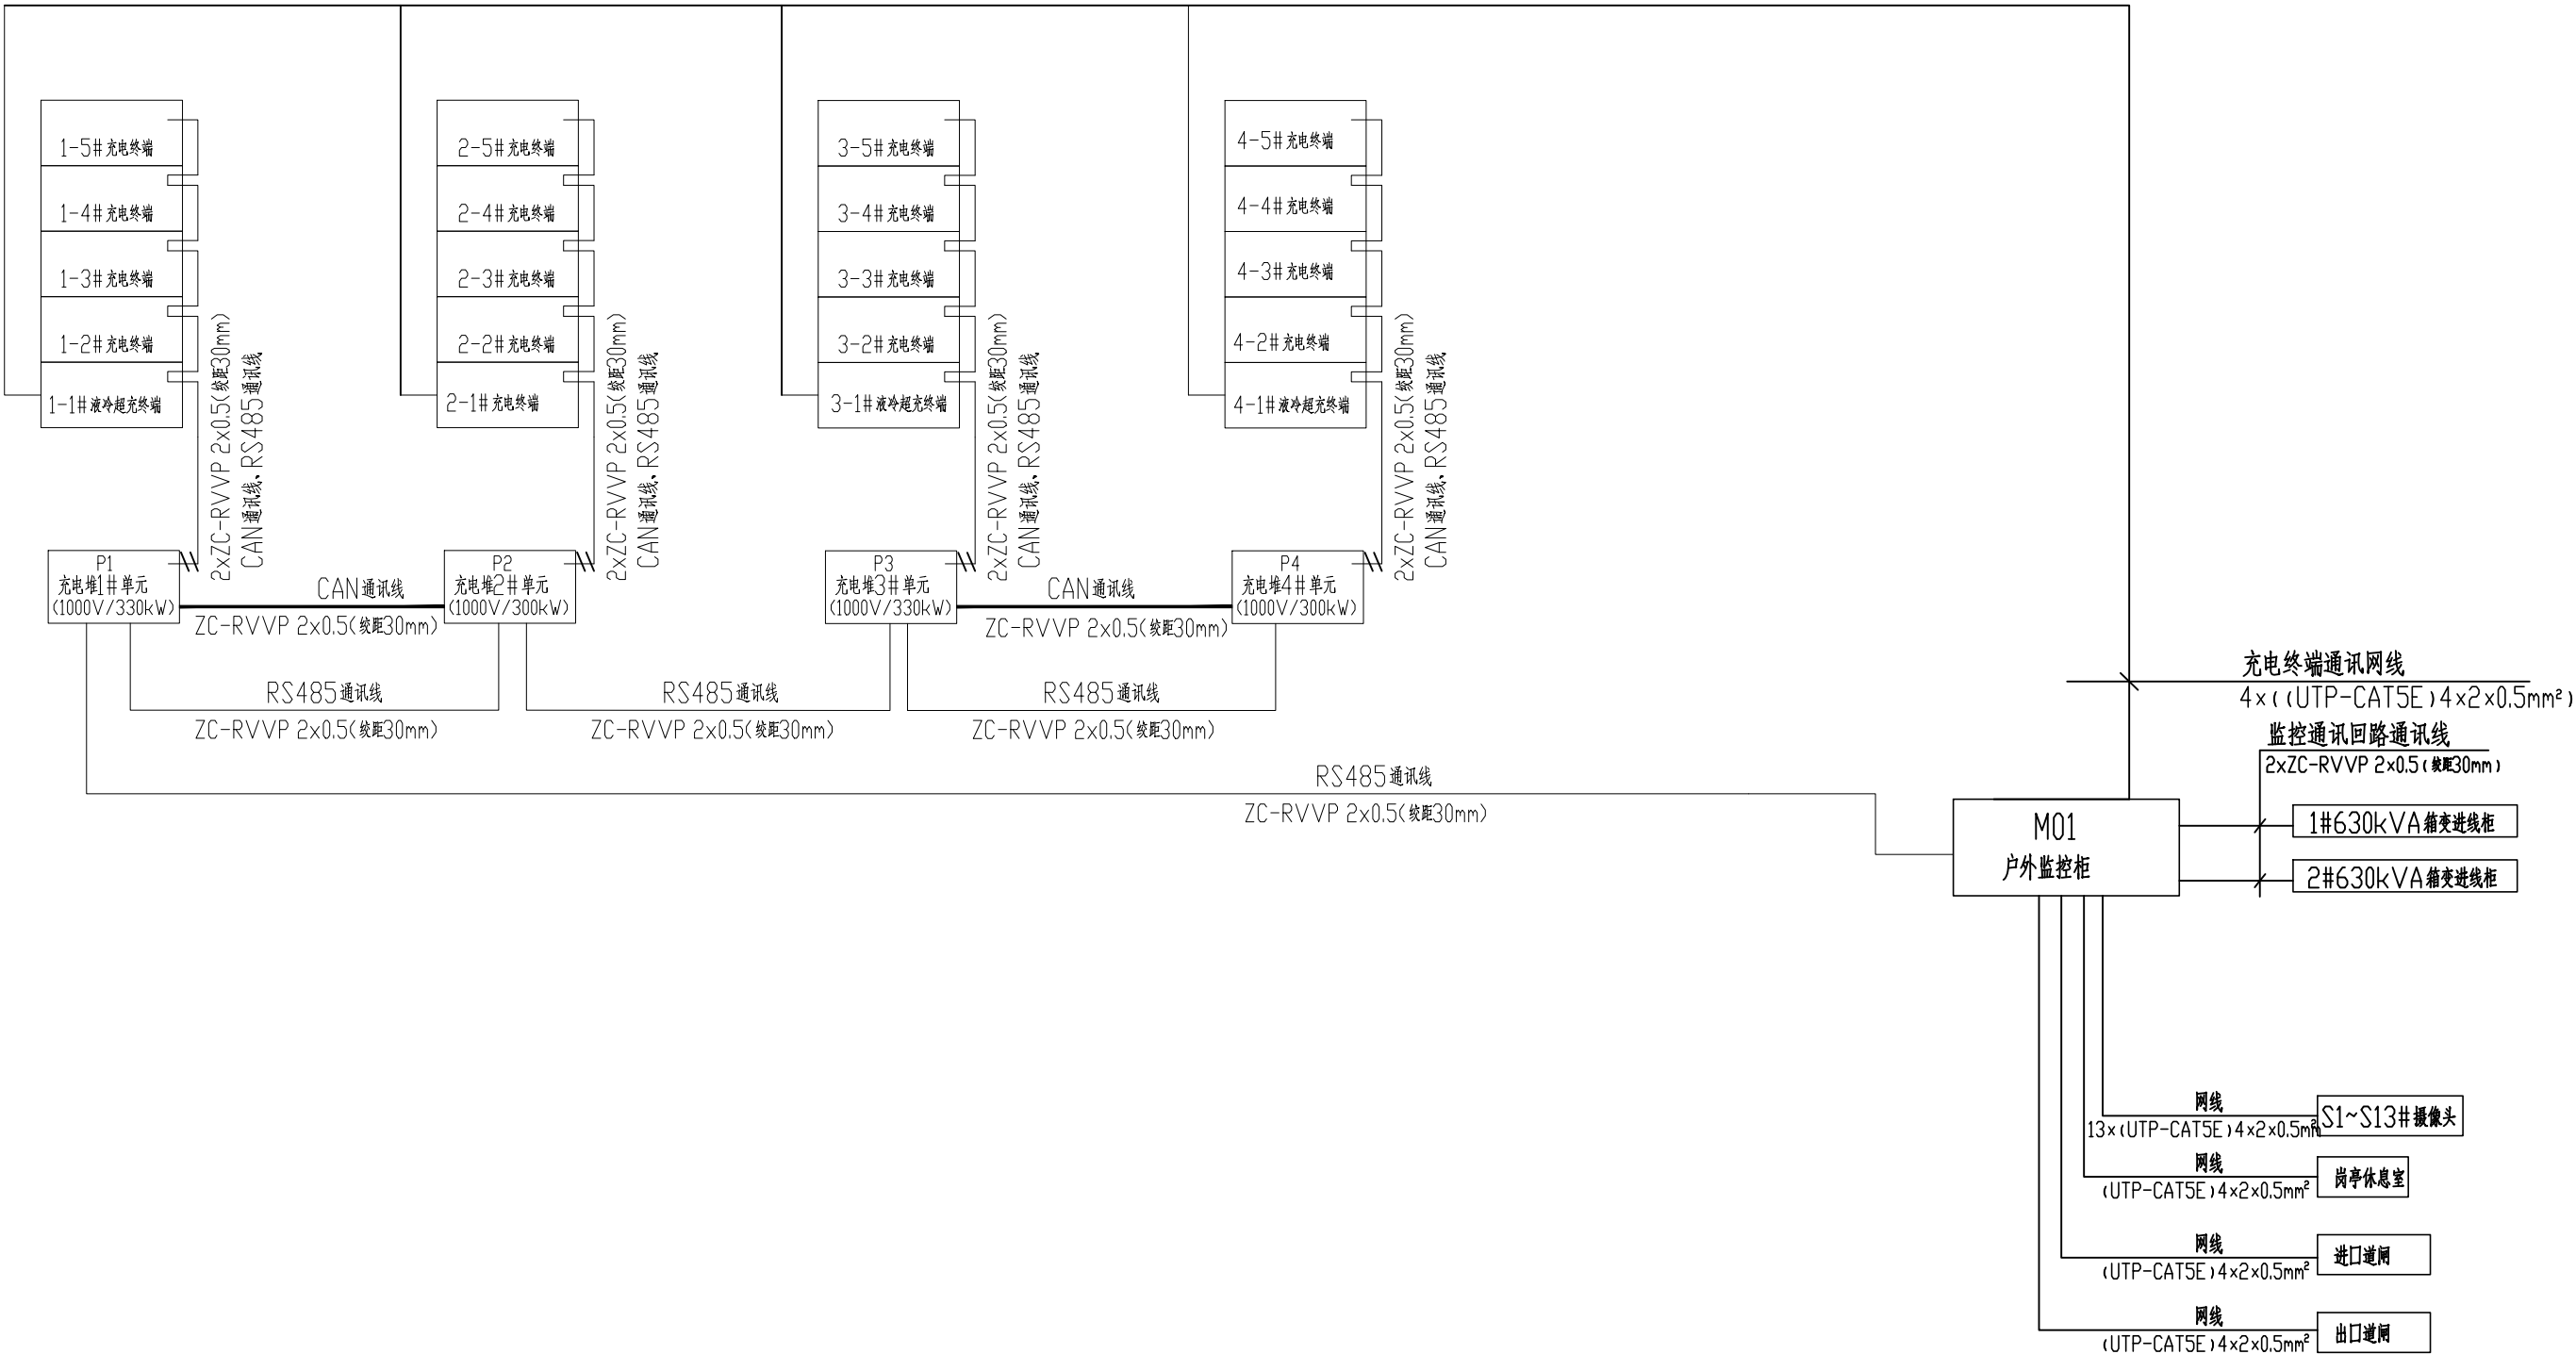 1-5#充电终端
1-4#充电终端
1-3#充电终端
1-2#充电终端
1-1#液冷超充终端
2xZC-RVVP 2x0.5(绞距30mm)
CAN通讯线、RS485通讯线
2-5#充电终端
2-4#充电终端
2-3#充电终端
2-2#充电终端
2-1#充电终端
2xZC-RVVP 2x0.5(绞距30mm)
CAN通讯线、RS485通讯线
3-5#充电终端
3-4#充电终端
3-3#充电终端
3-2#充电终端
3-1#液冷超充终端
2xZC-RVVP 2x0.5(绞距30mm)
CAN通讯线、RS485通讯线
4-5#充电终端
4-4#充电终端
4-3#充电终端
4-2#充电终端
4-1#液冷超充终端
2xZC-RVVP 2x0.5(绞距30mm)
CAN通讯线、RS485通讯线
P1
充电堆1#单元
(1000V/330kW)
CAN通讯线
ZC-RVVP 2x0.5(绞距30mm)
P2
充电堆2#单元
(1000V/300kW)
P3
充电堆3#单元
(1000V/330kW)
CAN通讯线
ZC-RVVP 2x0.5(绞距30mm)
P4
充电堆4#单元
(1000V/300kW)
RS485通讯线
ZC-RVVP 2x0.5(绞距30mm)
RS485通讯线
ZC-RVVP 2x0.5(绞距30mm)
RS485通讯线
ZC-RVVP 2x0.5(绞距30mm)
RS485通讯线
ZC-RVVP 2x0.5(绞距30mm)
充电终端通讯网线
4×((UTP-CAT5E)4×2×0.5mm²)
监控通讯回路通讯线
2xZC-RVVP 2×0.5(绞距30mm)
M01
户外监控柜
1#630kVA箱变进线柜
2#630kVA箱变进线柜
网线
13×(UTP-CAT5E)4×2×0.5mm²
S1~S13#摄像头
网线
(UTP-CAT5E)4×2×0.5mm²
岗亭休息室
网线
(UTP-CAT5E)4×2×0.5mm²
进口道闸
网线
(UTP-CAT5E)4×2×0.5mm²
出口道闸